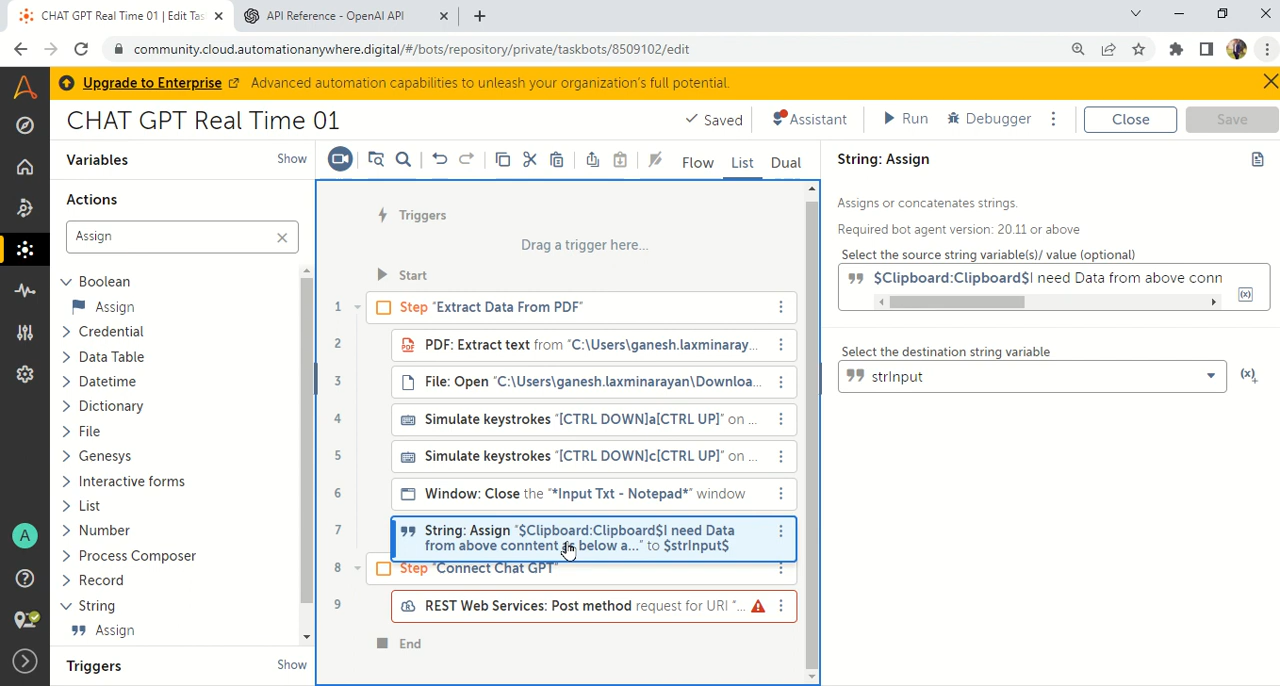 CHAT GPT Real Time 01 | Edit Tas
API Reference - OpenAI API
community.cloud.automationanywhere.digital/#/bots/repository/private/taskbots/8509102/edit
Upgrade to Enterprise Advanced automation capabilities to unleash your organization's full potential.
CHAT GPT Real Time 01
Saved
Assistant
Run
Debugger
Close
Save
Variables
Show
Actions
Assign
Boolean
Assign
Credential
Data Table
Datetime
Dictionary
File
Genesys
Interactive forms
List
Number
Process Composer
Record
String
Assign
Triggers
Show
Flow
List
Dual
Triggers
Drag a trigger here...
Start
1 Step "Extract Data From PDF"
2 PDF: Extract text from "C:\Users\ganesh.laxminaray...
3 File: Open "C:\Users\ganesh.laxminarayan\Downloa...
4 Simulate keystrokes "[CTRL DOWN]a[CTRL UP]" on ...
5 Simulate keystrokes "[CTRL DOWN]c[CTRL UP]" on ...
6 Window: Close the "*Input Txt - Notepad*" window
7 String: Assign "$Clipboard:Clipboard$I need Data
from above conntent as below a..." to $strInput$
8 Step "Connect Chat GPT"
9 REST Web Services: Post method request for URI "...
End
String: Assign
Assigns or concatenates strings.
Required bot agent version: 20.11 or above
Select the source string variable(s)/ value (optional)
$Clipboard:Clipboard$I need Data from above conn
(x)
Select the destination string variable
strInput
(x)+
A